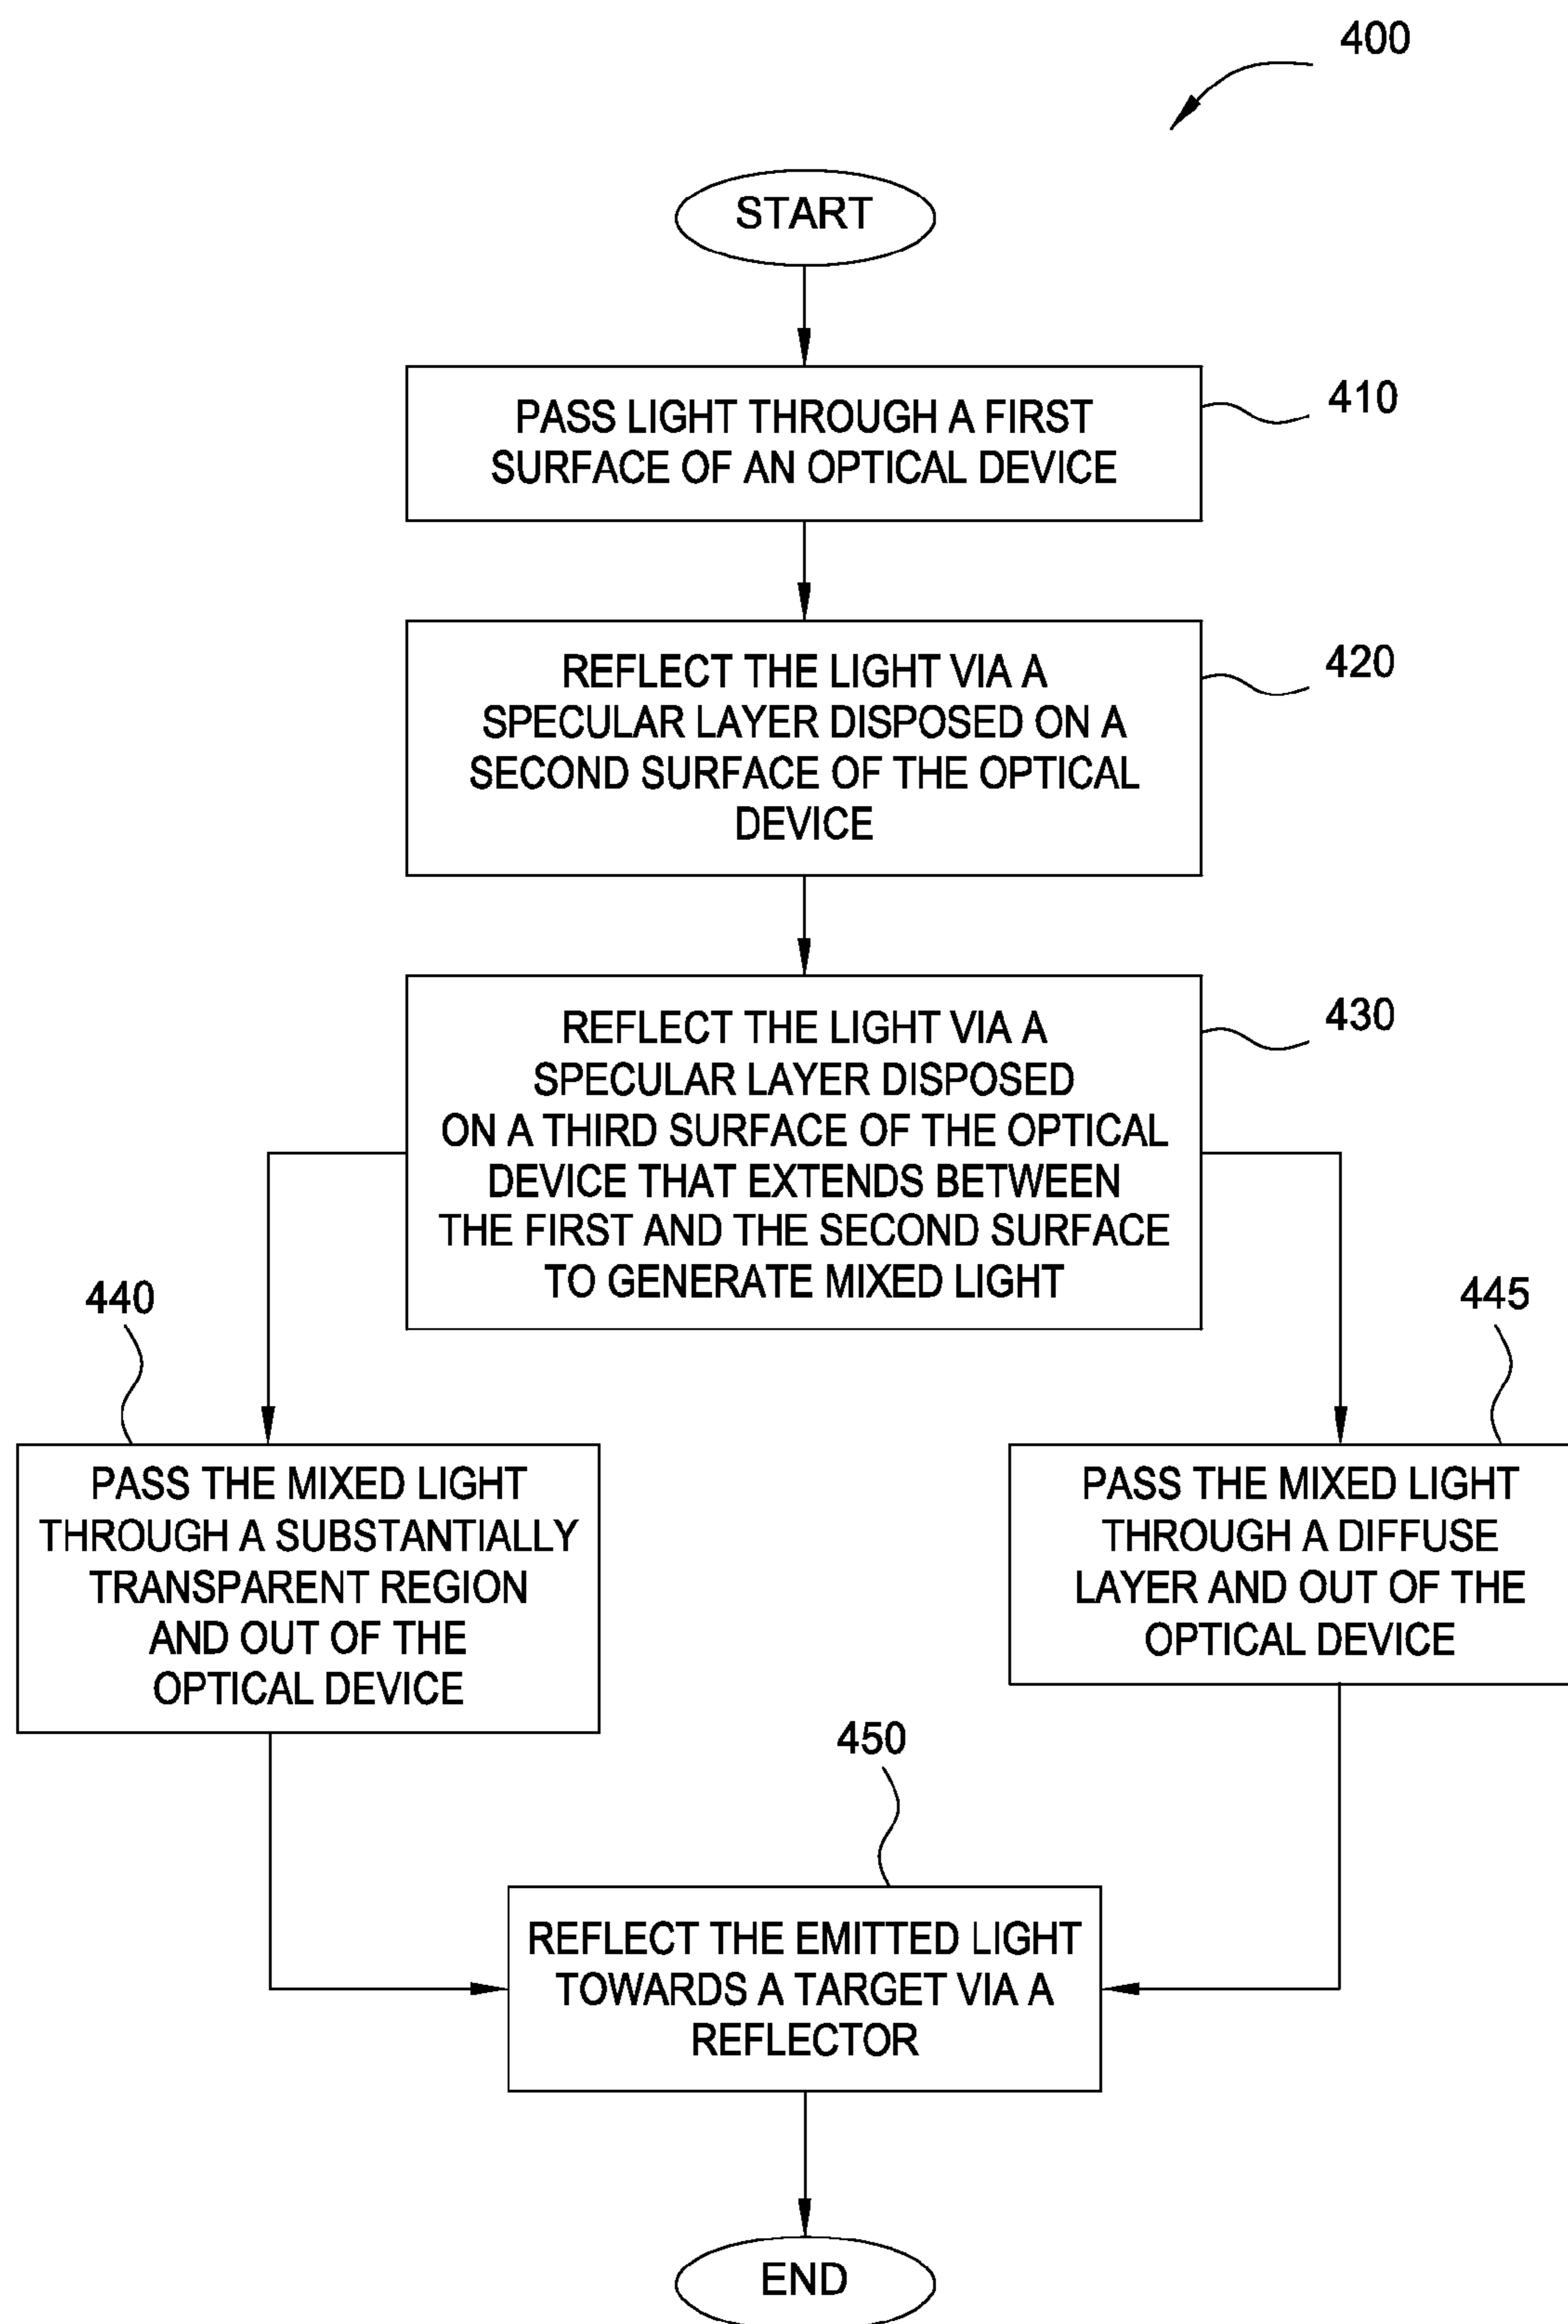 400
START
PASS LIGHT THROUGH A FIRST
SURFACE OF AN OPTICAL DEVICE
410
REFLECT THE LIGHT VIA A
SPECULAR LAYER DISPOSED ON A
SECOND SURFACE OF THE OPTICAL
DEVICE
420
REFLECT THE LIGHT VIA A
SPECULAR LAYER DISPOSED
ON A THIRD SURFACE OF THE OPTICAL
DEVICE THAT EXTENDS BETWEEN
THE FIRST AND THE SECOND SURFACE
TO GENERATE MIXED LIGHT
430
440
PASS THE MIXED LIGHT
THROUGH A SUBSTANTIALLY
TRANSPARENT REGION
AND OUT OF THE
OPTICAL DEVICE
445
PASS THE MIXED LIGHT
THROUGH A DIFFUSE
LAYER AND OUT OF THE
OPTICAL DEVICE
450
REFLECT THE EMITTED LIGHT
TOWARDS A TARGET VIA A
REFLECTOR
END